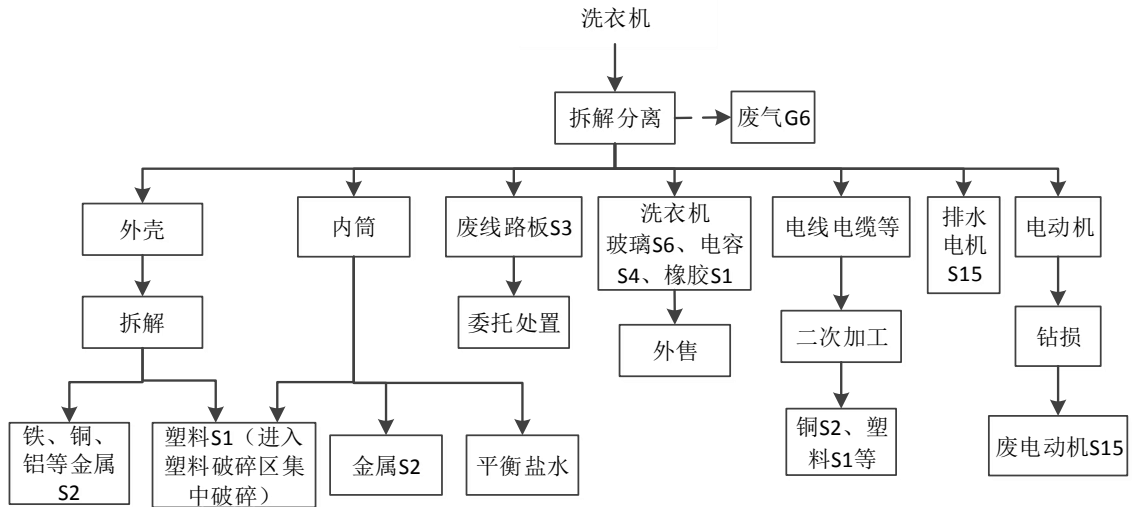 洗衣机
拆解分离
废气G6
外壳
内筒
废线路板S3
洗衣机
玻璃S6、电容
S4、橡胶S1
电线电缆等
排水
电机
S15
电动机
拆解
委托处置
外售
二次加工
钻损
铁、铜、
铝等金属
S2
塑料S1（进入
塑料破碎区集
中破碎）
金属S2
平衡盐水
铜S2、塑
料S1等
废电动机S15